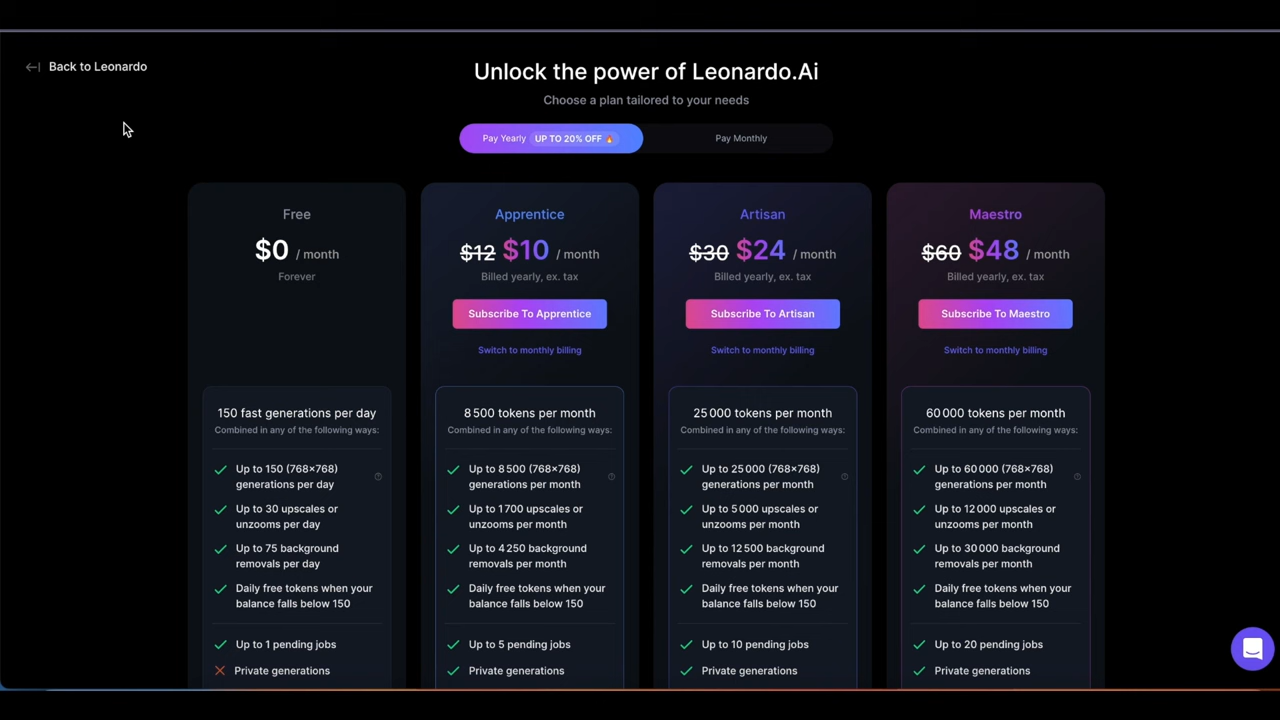 Back to Leonardo
Unlock the power of Leonardo.Ai
Choose a plan tailored to your needs
Pay Yearly UP TO 20% OFF 🔥
Pay Monthly
Free
$0 / month
Forever
150 fast generations per day
Combined in any of the following ways:
Up to 150 (768×768)
generations per day
Up to 30 upscales or
unzooms per day
Up to 75 background
removals per day
Daily free tokens when your
balance falls below 150
Up to 1 pending jobs
Private generations
Apprentice
$12 $10 / month
Billed yearly, ex. tax
Subscribe To Apprentice
Switch to monthly billing
8 500 tokens per month
Combined in any of the following ways:
Up to 8 500 (768×768)
generations per month
Up to 1 700 upscales or
unzooms per month
Up to 4 250 background
removals per month
Daily free tokens when your
balance falls below 150
Up to 5 pending jobs
Private generations
Artisan
$30 $24 / month
Billed yearly, ex. tax
Subscribe To Artisan
Switch to monthly billing
25 000 tokens per month
Combined in any of the following ways:
Up to 25 000 (768×768)
generations per month
Up to 5 000 upscales or
unzooms per month
Up to 12 500 background
removals per month
Daily free tokens when your
balance falls below 150
Up to 10 pending jobs
Private generations
Maestro
$60 $48 / month
Billed yearly, ex. tax
Subscribe To Maestro
Switch to monthly billing
60 000 tokens per month
Combined in any of the following ways:
Up to 60 000 (768×768)
generations per month
Up to 12 000 upscales or
unzooms per month
Up to 30 000 background
removals per month
Daily free tokens when your
balance falls below 150
Up to 20 pending jobs
Private generations